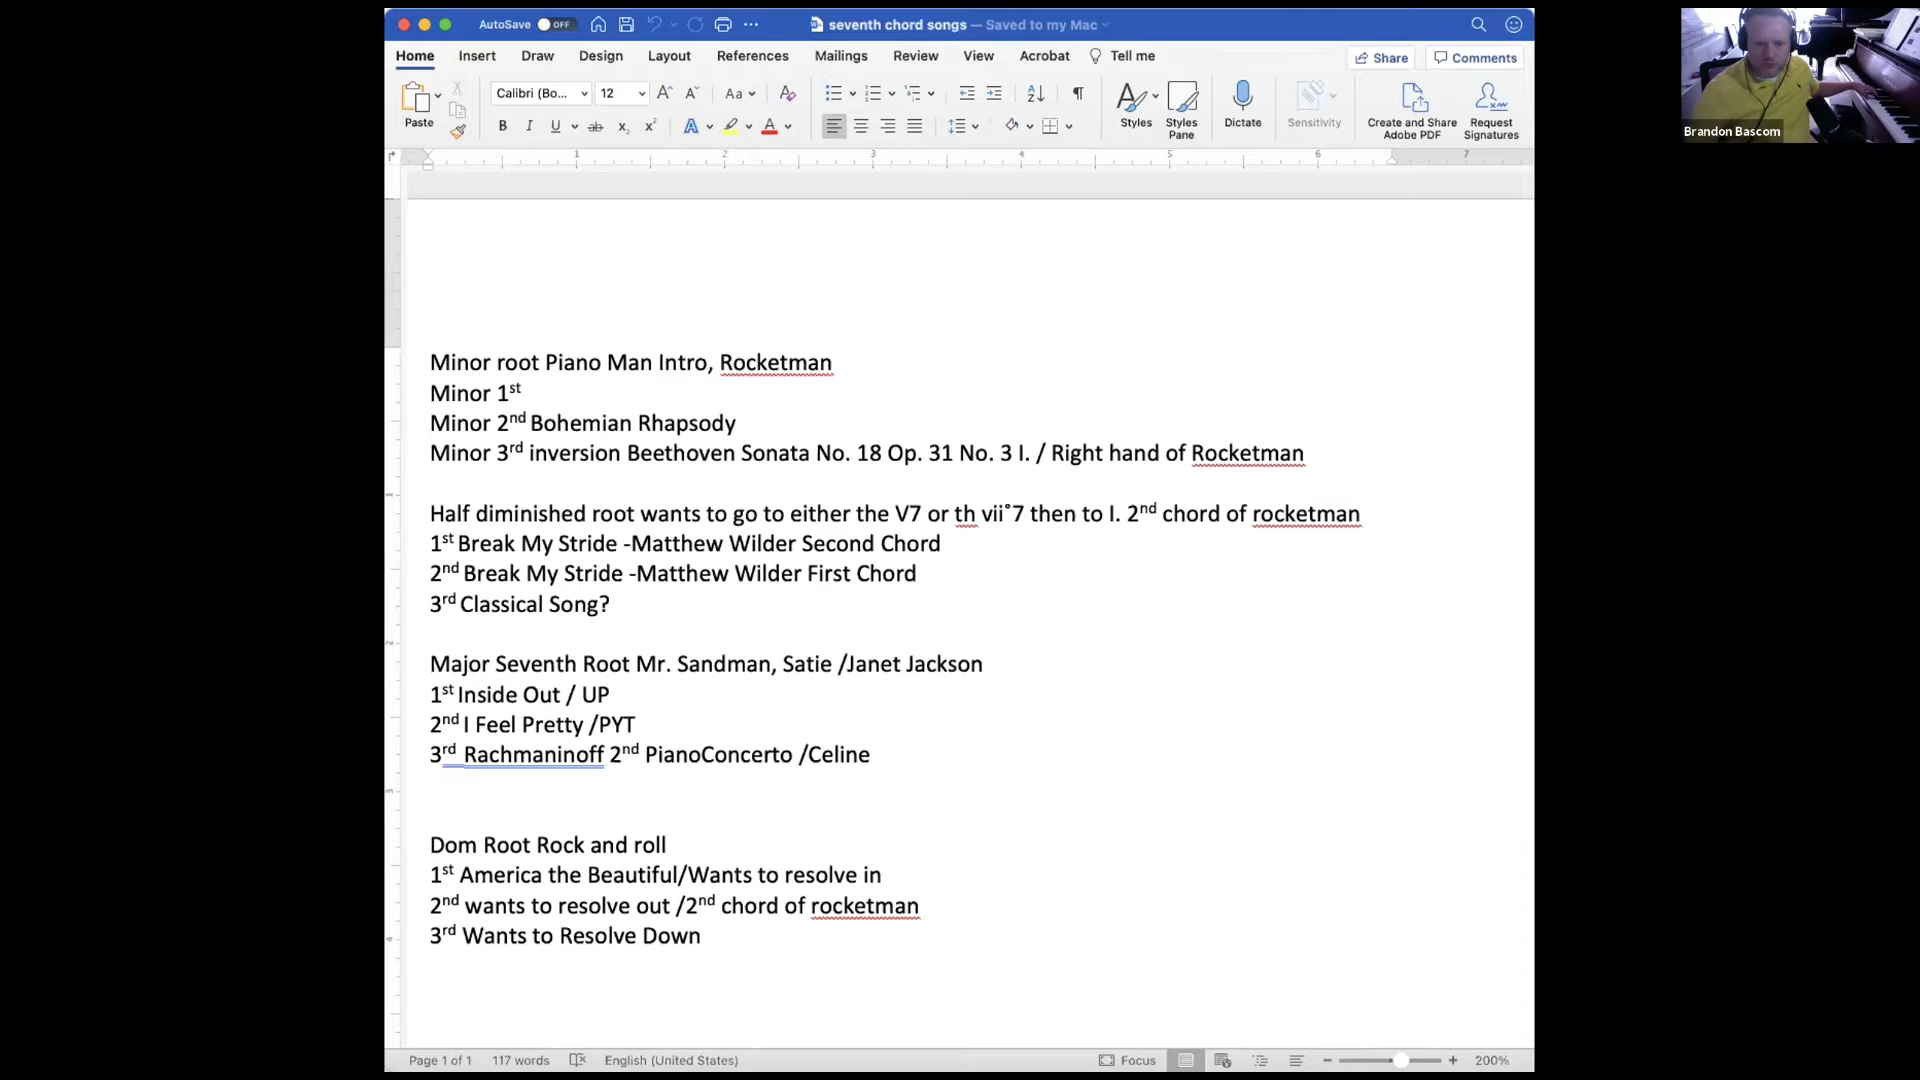 AutoSave OFF
seventh chord songs — Saved to my Mac
Home Insert Draw Design Layout References Mailings Review View Acrobat Tell me
Share Comments
Calibri (Bo... 12
Paste
Styles
Styles Pane
Dictate
Sensitivity
Create and Share Adobe PDF
Request Signatures
1 2 3 4 5 6 7
Minor root Piano Man Intro, Rocketman
Minor 1st
Minor 2nd Bohemian Rhapsody
Minor 3rd inversion Beethoven Sonata No. 18 Op. 31 No. 3 I. / Right hand of Rocketman
Half diminished root wants to go to either the V7 or th vii°7 then to I. 2nd chord of rocketman
1st Break My Stride -Matthew Wilder Second Chord
2nd Break My Stride -Matthew Wilder First Chord
3rd Classical Song?
Major Seventh Root Mr. Sandman, Satie /Janet Jackson
1st Inside Out / UP
2nd I Feel Pretty /PYT
3rd Rachmaninoff 2nd PianoConcerto /Celine
Dom Root Rock and roll
1st America the Beautiful/Wants to resolve in
2nd wants to resolve out /2nd chord of rocketman
3rd Wants to Resolve Down
Page 1 of 1 117 words English (United States) Focus 200%
Brandon Bascom